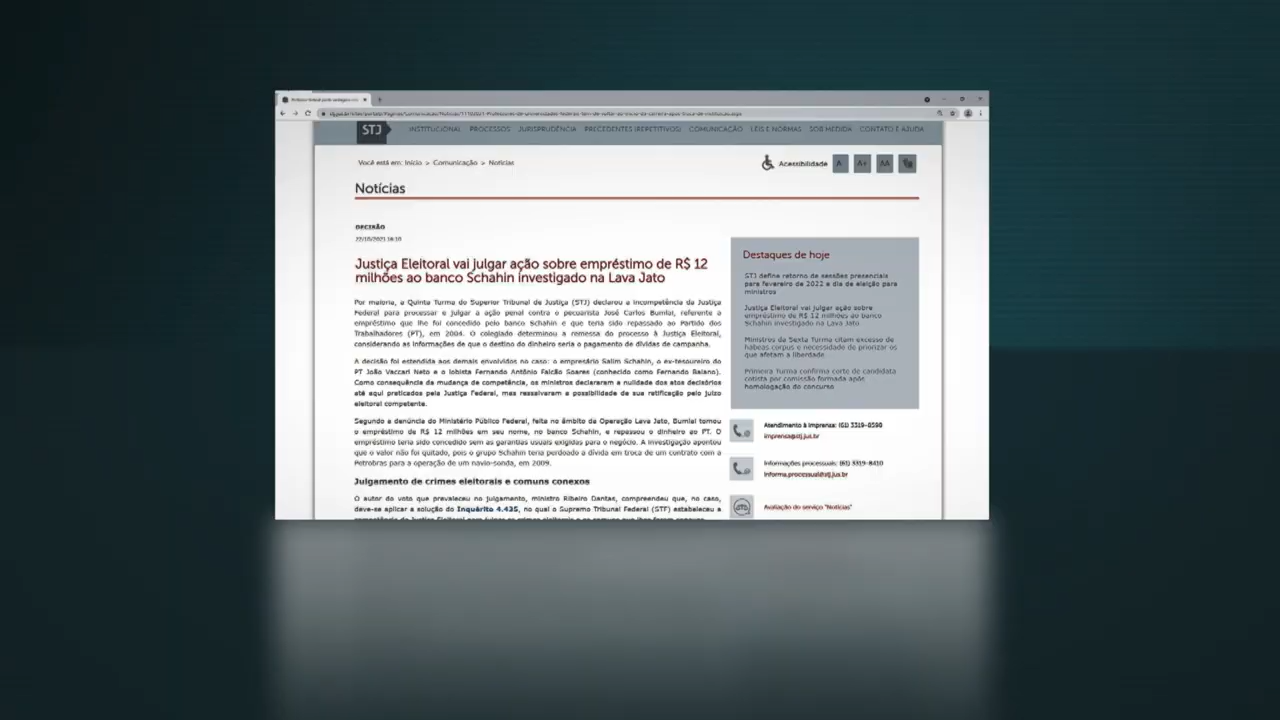 STJ
INSTITUCIONAL PROCESSOS JURISPRUDÊNCIA PRECEDENTES (REPETITIVOS) COMUNICAÇÃO LEIS E NORMAS SOB MEDIDA CONTATO E AJUDA
Você está em: Início > Comunicação > Notícias
Acessibilidade A- A+ AA
Notícias
DECISÃO
22/10/2021
Justiça Eleitoral vai julgar ação sobre empréstimo de R$ 12
milhões ao banco Schahin investigado na Lava Jato
Por maioria, a Quinta Turma do Superior Tribunal de Justiça (STJ) declarou a incompetência da Justiça
Federal para processar e julgar a ação penal contra o pecuarista José Carlos Bumlai, referente a
empréstimo que lhe foi concedido pelo banco Schahin e que teria sido repassado ao Partido dos
Trabalhadores (PT), em 2004. O colegiado determinou a remessa do processo à Justiça Eleitoral,
considerando as informações de que o destino do dinheiro seria o pagamento de dívidas de campanha.
A decisão foi estendida aos demais envolvidos no caso: o empresário Salim Schahin, o ex-tesoureiro do
PT João Vaccari Neto e o lobista Fernando Antônio Falcão Soares (conhecido como Fernando Baiano).
Como consequência da mudança de competência, os ministros declararam a nulidade dos atos decisórios
até aqui praticados pela Justiça Federal, mas ressalvaram a possibilidade de sua ratificação pelo juízo
eleitoral competente.
Segundo a denúncia do Ministério Público Federal, feita no âmbito da Operação Lava Jato, Bumlai tomou
o empréstimo de R$ 12 milhões em seu nome, no banco Schahin, e repassou o dinheiro ao PT. O
empréstimo teria sido concedido sem as garantias usuais exigidas para o negócio. A investigação apontou
que o valor não foi quitado, pois o grupo Schahin teria perdoado a dívida em troca de um contrato com a
Petrobras para a operação de um navio-sonda, em 2009.
Julgamento de crimes eleitorais e comuns conexos
O autor do voto que prevaleceu no julgamento, ministro Ribeiro Dantas, compreendeu que, no caso,
deve-se aplicar a solução do Inquérito 4.435, no qual o Supremo Tribunal Federal (STF) estabeleceu a
Destaques de hoje
STJ define retorno de sessões presenciais
para fevereiro de 2022 e dia de eleição para
ministros
Justiça Eleitoral vai julgar ação sobre
empréstimo de R$ 12 milhões ao banco
Schahin investigado na Lava Jato
Ministros da Sexta Turma citam excesso de
habeas corpus e necessidade de priorizar os
que afetam a liberdade
Primeira Turma confirma corte de candidata
cotista por comissão formada após
homologação do concurso
Atendimento à imprensa: (61) 3319-8590
imprensa@stj.jus.br
Informações processuais: (61) 3319-8410
informa.processual@stj.jus.br
Avaliação do serviço "Notícias"